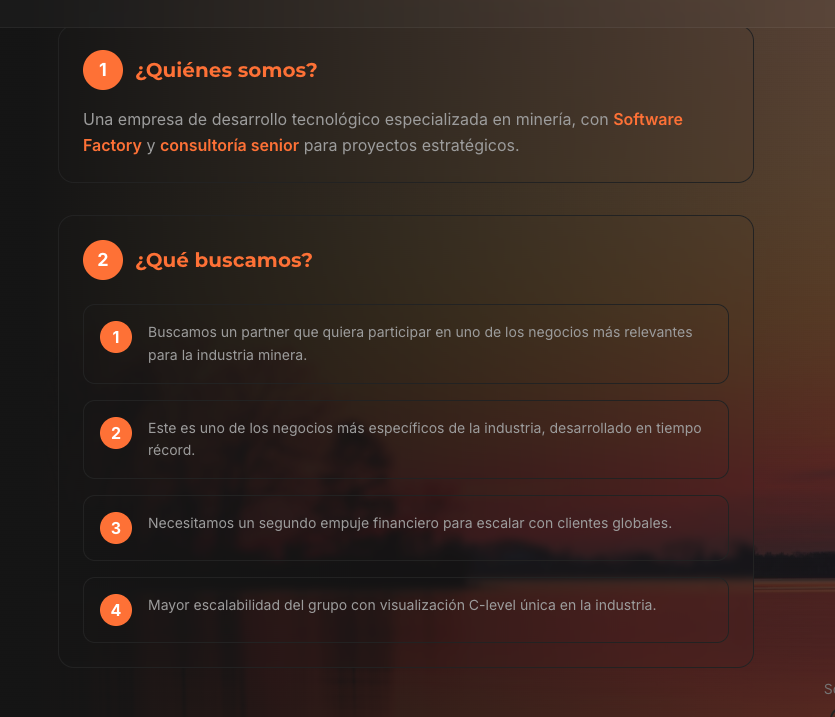 1 ¿Quiénes somos?
Una empresa de desarrollo tecnológico especializada en minería, con Software
Factory y consultoría senior para proyectos estratégicos.
2 ¿Qué buscamos?
1 Buscamos un partner que quiera participar en uno de los negocios más relevantes
para la industria minera.
2 Este es uno de los negocios más específicos de la industria, desarrollado en tiempo
récord.
3 Necesitamos un segundo empuje financiero para escalar con clientes globales.
4 Mayor escalabilidad del grupo con visualización C-level única en la industria.